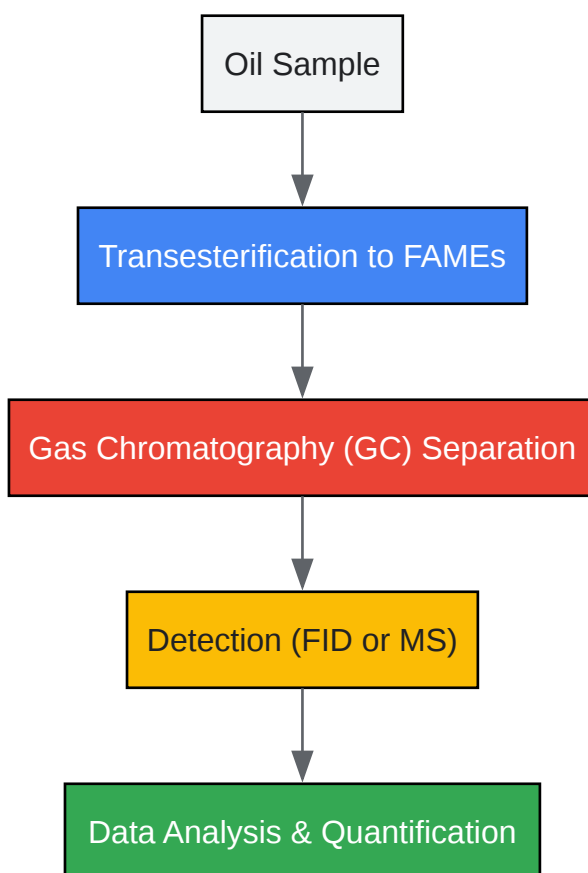 Oil Sample
Transesterification to FAMEs
Gas Chromatography (GC) Separation
Detection (FID or MS)
Data Analysis & Quantification